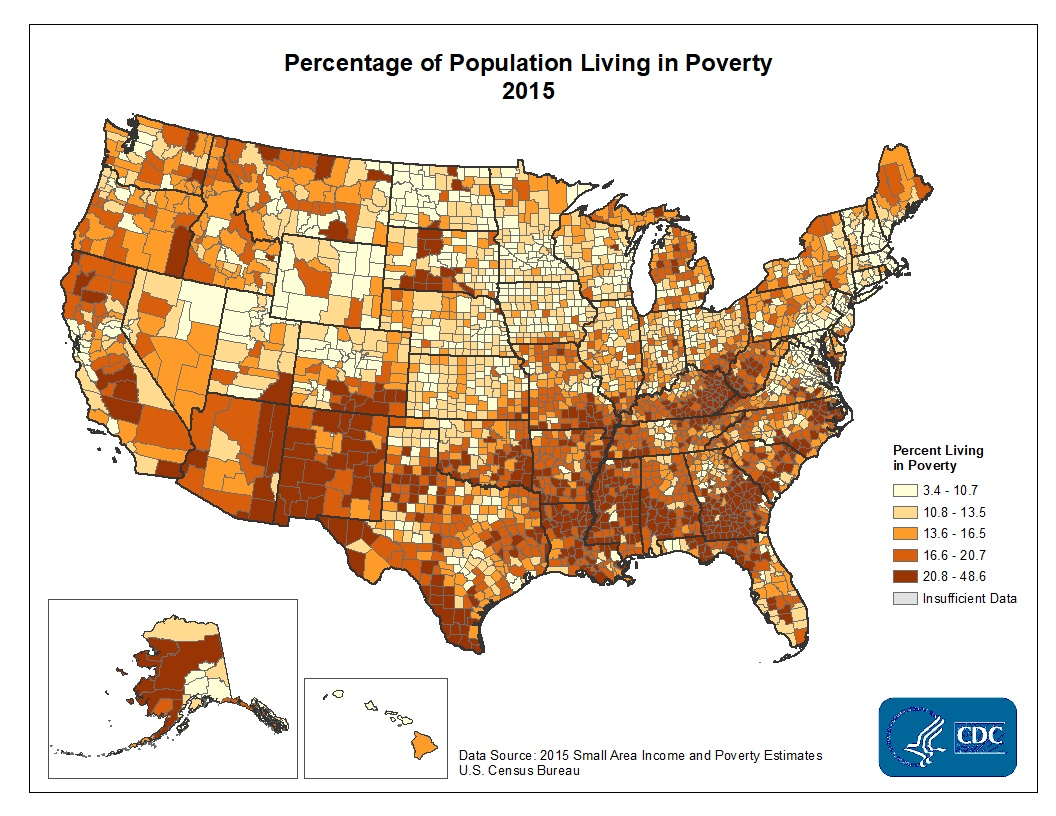 Percentage of Population Living in Poverty
2015
Percent Living
in Poverty
3.4 - 10.7
10.8 - 13.5
13.6 - 16.5
16.6 - 20.7
20.8 - 48.6
Insufficient Data
Data Source: 2015 Small Area Income and Poverty Estimates
U.S. Census Bureau
CDC